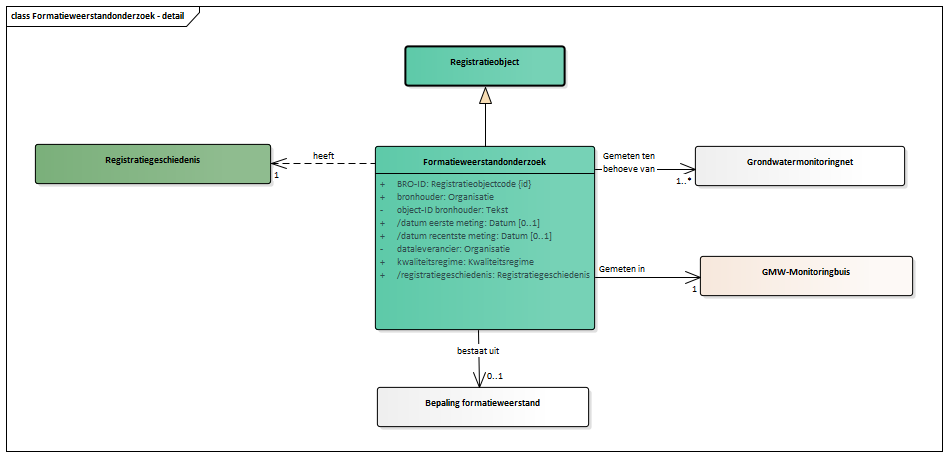 class Formatieweerstandonderzoek - detail
Registratieobject
Registratiegeschiedenis
heeft
1
Formatieweerstandonderzoek
+ BRO-ID: Registratieobjectcode {id}
+ bronhouder: Organisatie
- object-ID bronhouder: Tekst
+ /datum eerste meting: Datum [0..1]
+ /datum recentste meting: Datum [0..1]
- dataleverancier: Organisatie
+ kwaliteitsregime: Kwaliteitsregime
+ /registratiegeschiedenis: Registratiegeschiedenis
Gemeten ten
behoeve van
1..*
Grondwatermonitoringnet
Gemeten in
1
GMW-Monitoringbuis
bestaat uit
0..1
Bepaling formatieweerstand